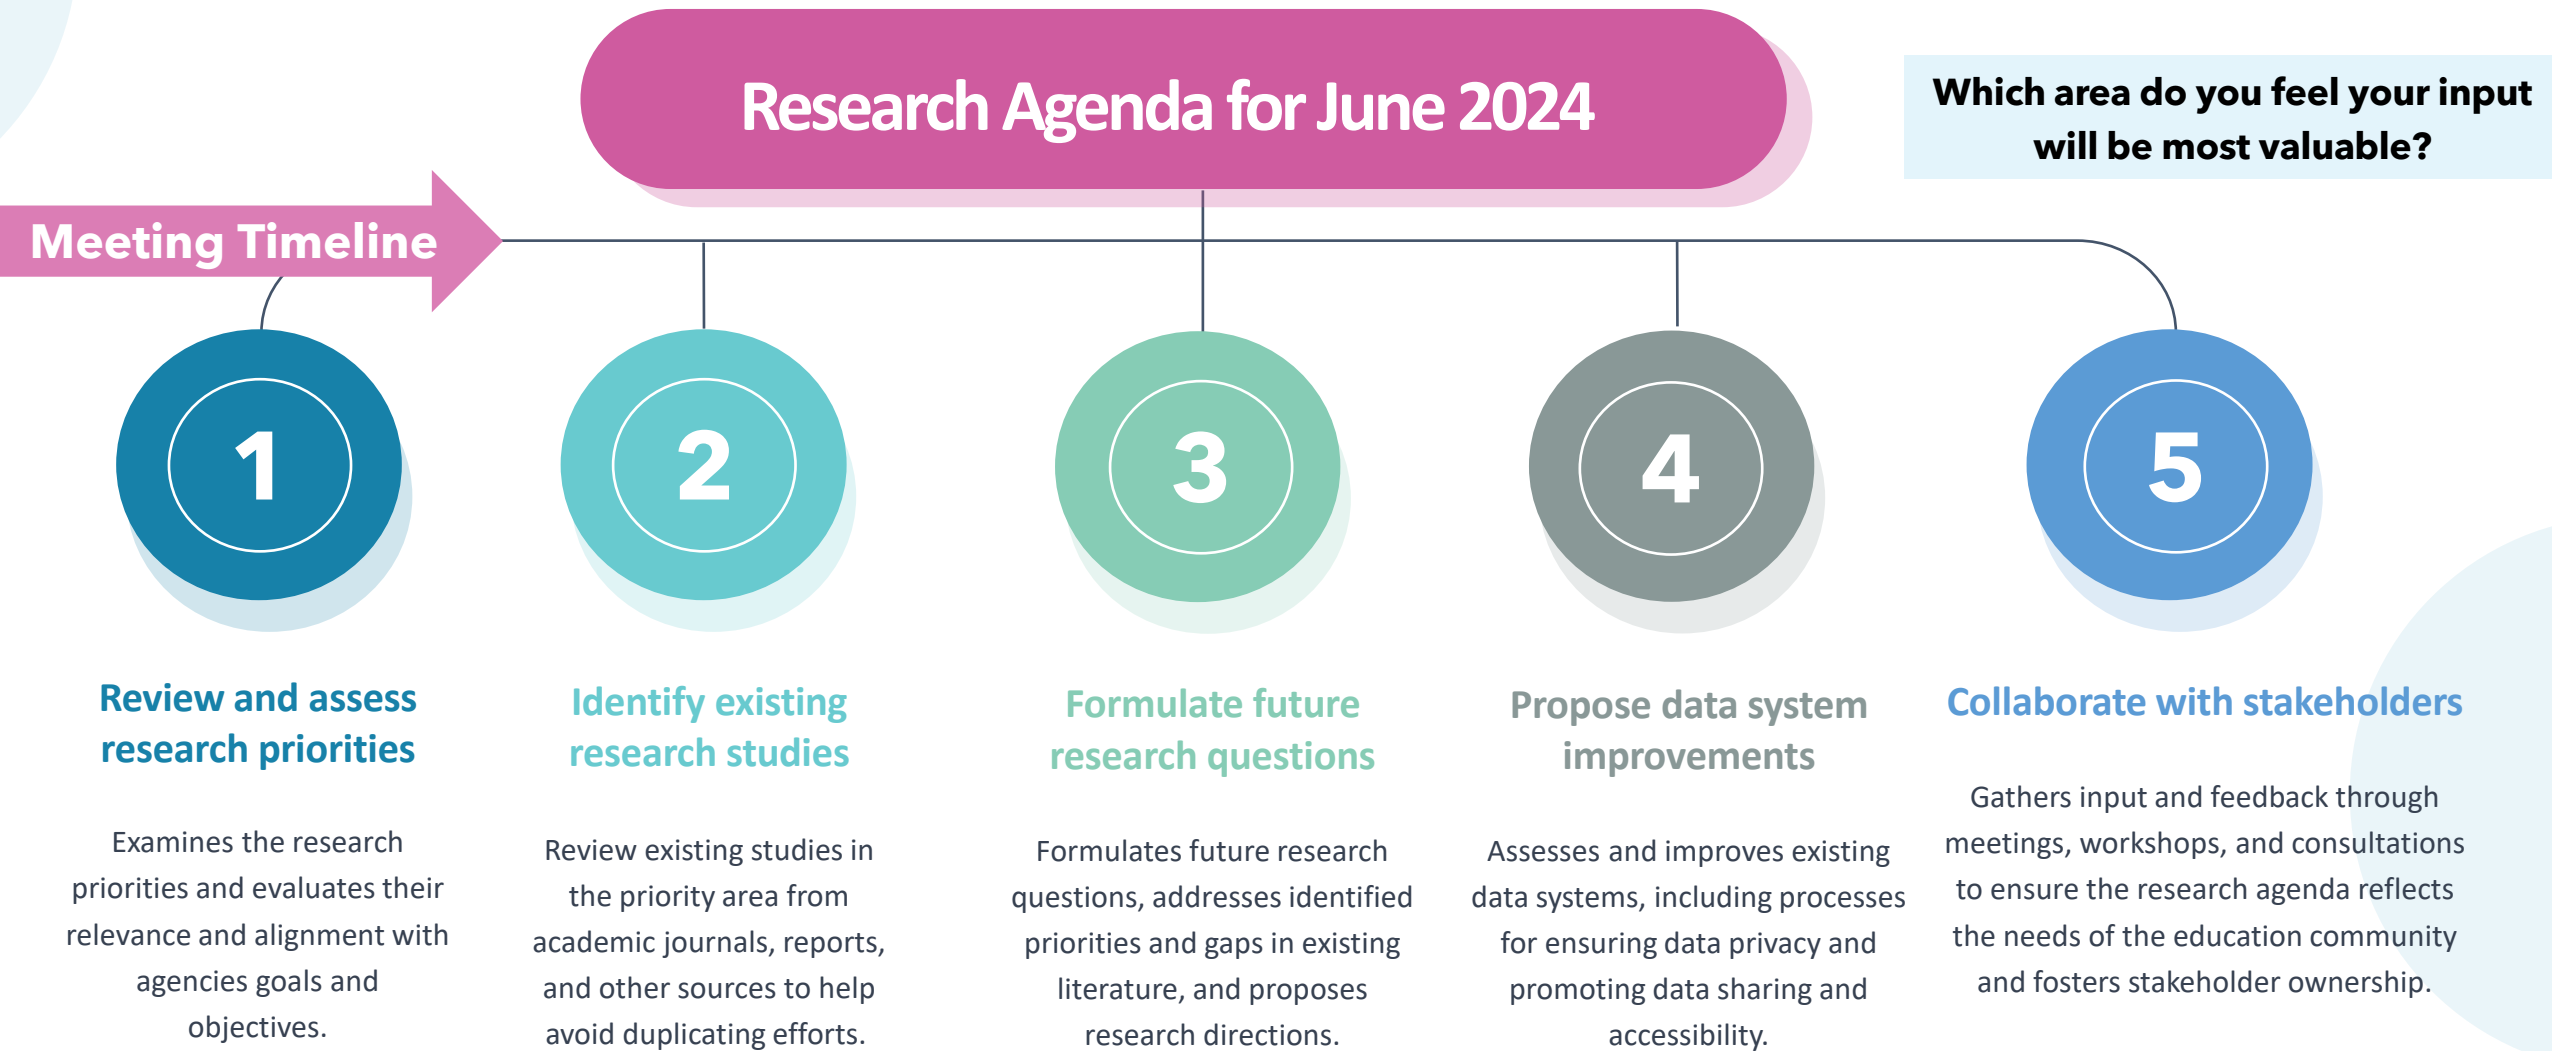 Research Agenda for June 2024
Which area do you feel your input
will be most valuable?
Meeting Timeline
1
2
3
4
5
Review and assess
research priorities
Examines the research
priorities and evaluates their
relevance and alignment with
agencies goals and
objectives.
Identify existing
research studies
Review existing studies in
the priority area from
academic journals, reports,
and other sources to help
avoid duplicating efforts.
Formulate future
research questions
Formulates future research
questions, addresses identified
priorities and gaps in existing
literature, and proposes
research directions.
Propose data system
improvements
Assesses and improves existing
data systems, including processes
for ensuring data privacy and
promoting data sharing and
accessibility.
Collaborate with stakeholders
Gathers input and feedback through
meetings, workshops, and consultations
to ensure the research agenda reflects
the needs of the education community
and fosters stakeholder ownership.